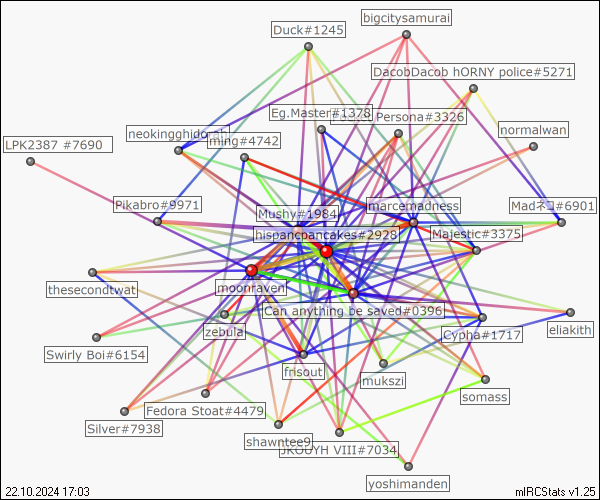 Duck#1245
bigcitysamurai
DacobDacob hORNY police#5271
Eg.Master#1378
Persona#3326
neokingghidorah
ming#4742
normalwan
LPK2387 #7690
Pikabro#9971
Mushy#1984
marcemadness
Madネコ#6901
hispancpancakes#2928
Majestic#3375
thesecondtwat
moonraven
Can anything be saved#0396
zebula
Cypha#1717
eliakith
Swirly Boi#6154
frisout
mukszi
somass
Silver#7938
Fedora Stoat#4479
shawntee9
JKOUYH VIII#7034
yoshimanden
22.10.2024 17:03
mIRCStats v1.25